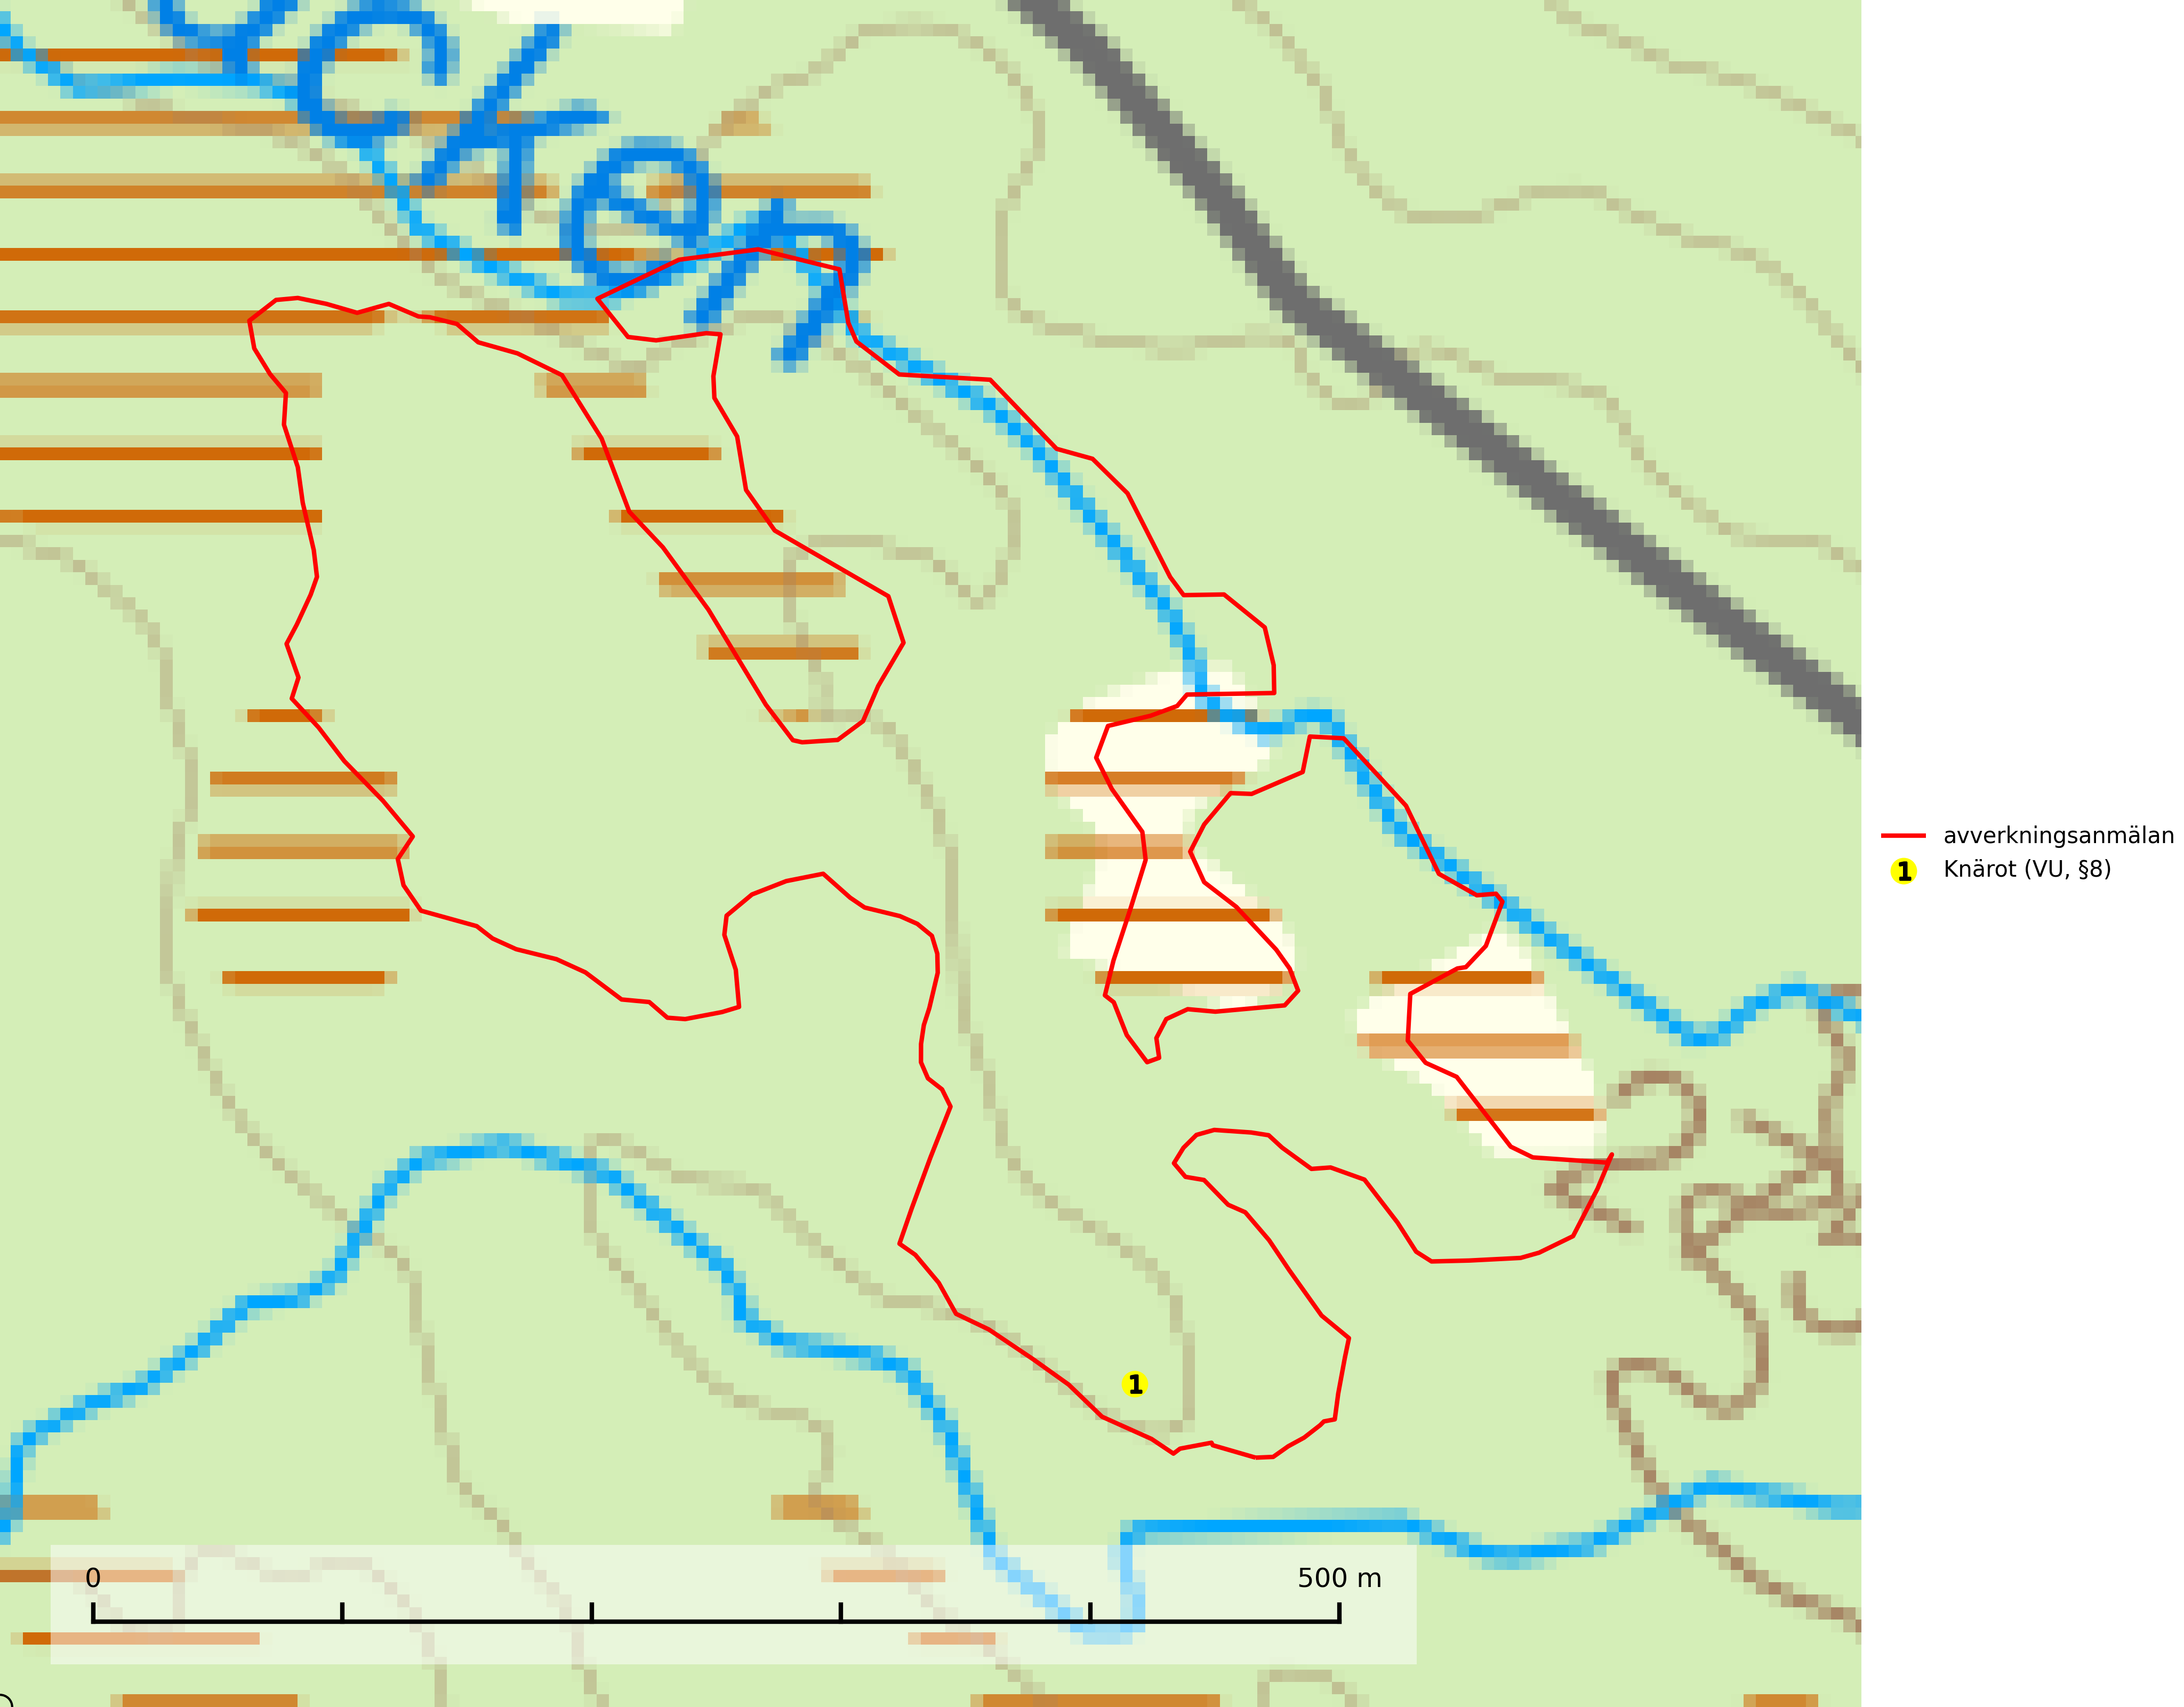 avverkningsanmälan
1 Knärot (VU, §8)
1
0 500 m